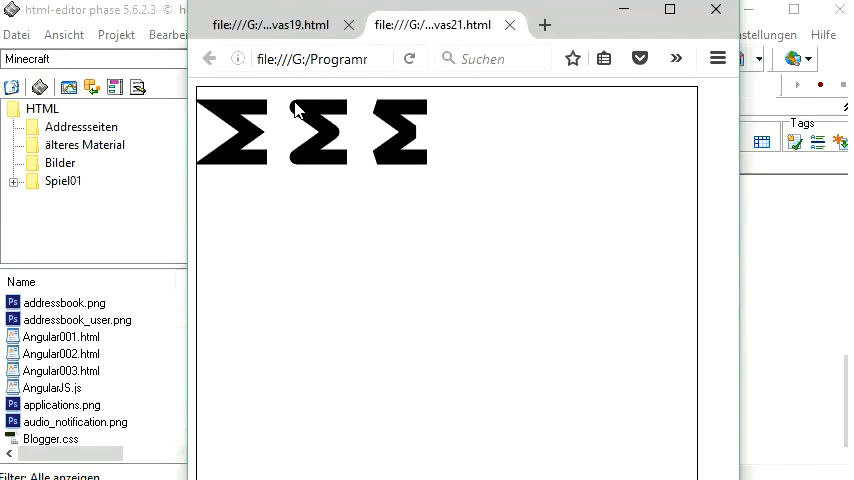 html-editor phase 5.6.2.3 ©
Datei Ansicht Projekt
Minecraft
HTML
Addressseiten
älteres Material
Bilder
Spiel01
Name
addressbook.png
addressbook_user.png
Angular001.html
Angular002.html
Angular003.html
AngularJS.js
applications.png
audio_notification.png
Blogger.css
Filter: Alle anzeigen
file:///G:/...vas19.html
file:///G:/...vas21.html
file:///G:/Programr
Suchen
Hilfe
Tags